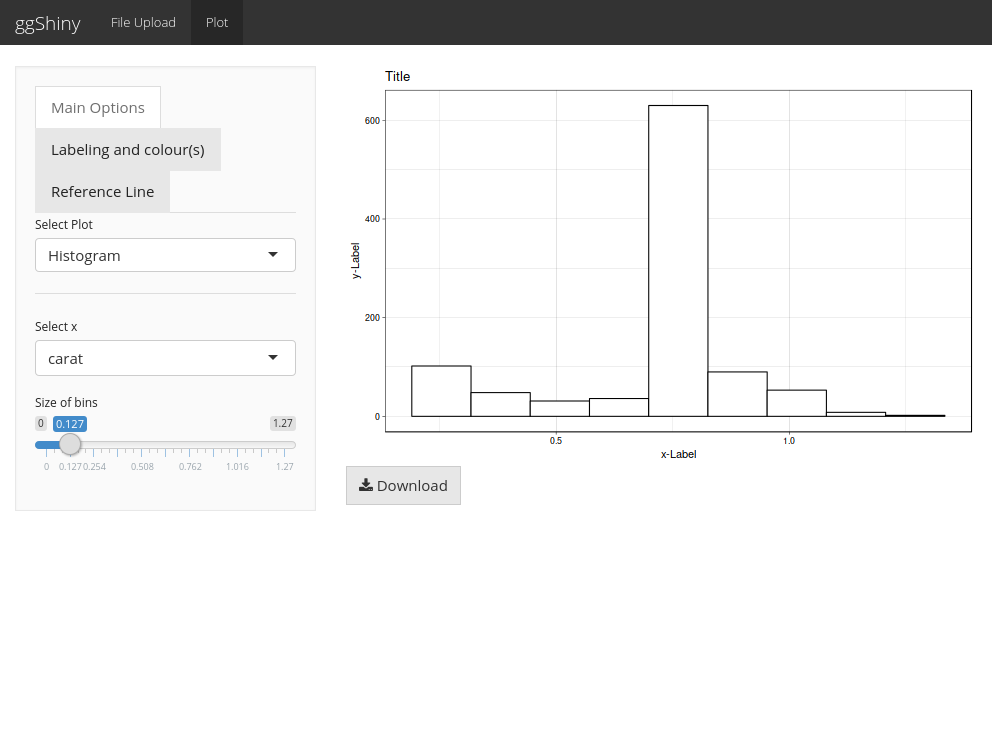 ggShiny File Upload Plot
Main Options
Labeling and colour(s)
Reference Line
Select Plot
Histogram
Select x
carat
Size of bins
0 0.127 1.27
0 0.127 0.254 0.508 0.762 1.016 1.27
Title
600
400
200
0
y-Label
0.5 1.0
x-Label
Download